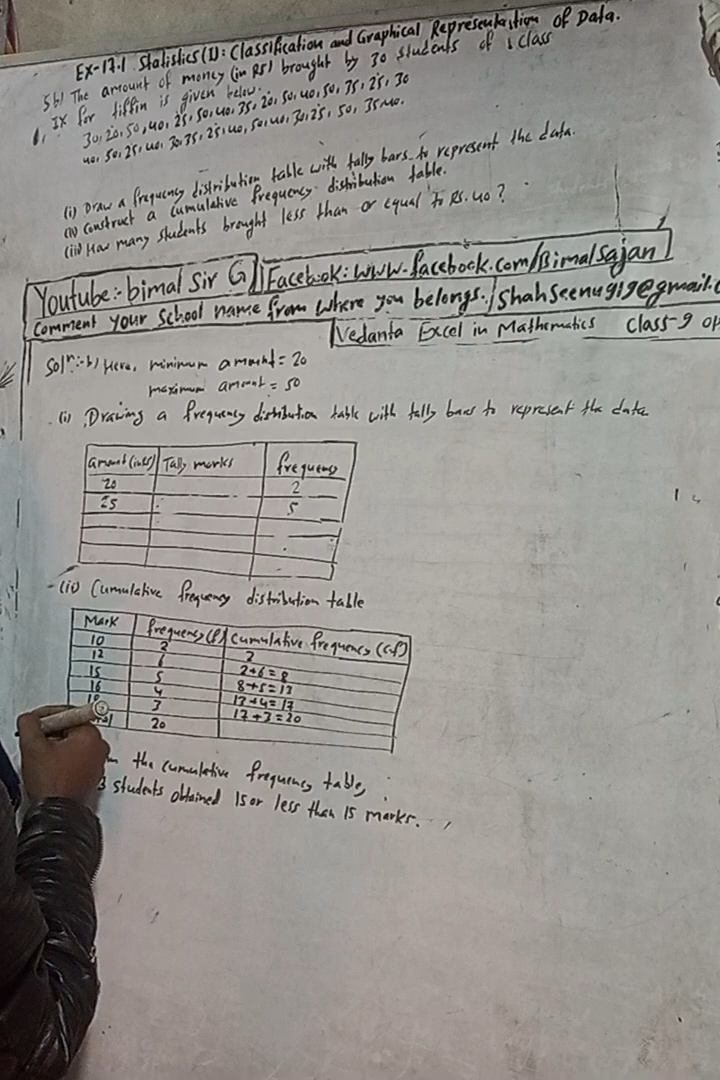 Ex-17.1 Statistics (I): Classification and Graphical Representation of Data.
5 b) The amount of money (in RS) brought by 30 students of class
IX for tiffin is given below.
30, 20, 50, 40, 25, 50, 40, 35, 20, 50, 40, 50, 35, 25, 30
40, 50, 25, 40, 30, 35, 25, 40, 50, 40, 30, 25, 50, 35, 40.
(i) Draw a frequency distribution table with tally bars to represent the data.
(ii) Construct a cumulative frequency distribution table.
(iii) How many students brought less than or equal to Rs. 40?
Youtube:- bimal Sir G Facebook: www.facebook.com/Bimalsajan
Comment your School name from where you belongs. / Shahseenu919@gmail.c
Vedanta Excel in Mathematics Class-9 op
Solⁿ:- b) Here, minimum amount = 20
maximum amount = 50
(i) Drawing a frequency distribution table with tally bars to represent the data
Amount (in RS) Tally marks frequency
20 2
25 5
(ii) Cumulative frequency distribution table
Mark frequency (f) Cumulative frequency (c.f)
10 2 2
12 6 2+6=8
15 5 8+5=13
16 4 13+4=17
18 3 17+3=20
20
the cumulative frequency table,
3 students obtained 15 or less than 15 marks.